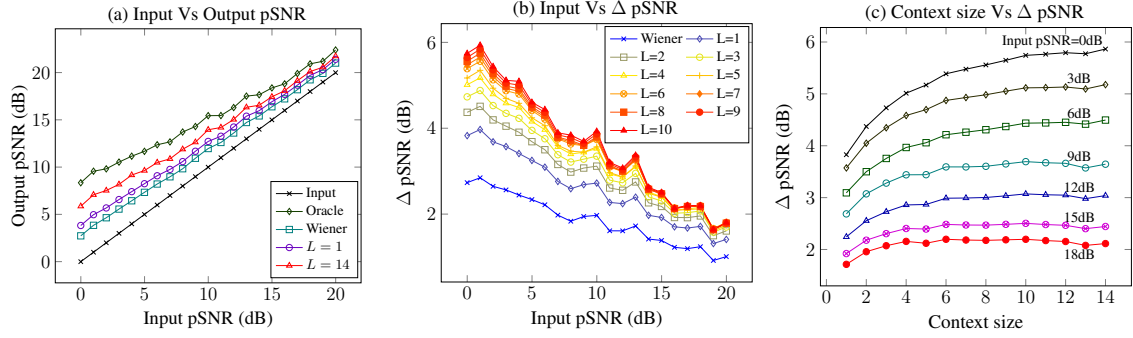 (a) Input Vs Output pSNR
Output pSNR (dB)
20
15
10
5
0
0 5 10 15 20
Input pSNR (dB)
Input
Oracle
Wiener
L = 1
L = 14
(b) Input Vs Δ pSNR
Δ pSNR (dB)
6
4
2
0 5 10 15 20
Input pSNR (dB)
Wiener L=1
L=2 L=3
L=4 L=5
L=6 L=7
L=8 L=9
L=10
(c) Context size Vs Δ pSNR
Δ pSNR (dB)
6
5
4
3
2
1
0 2 4 6 8 10 12 14
Context size
Input pSNR=0dB
3dB
6dB
9dB
12dB
15dB
18dB